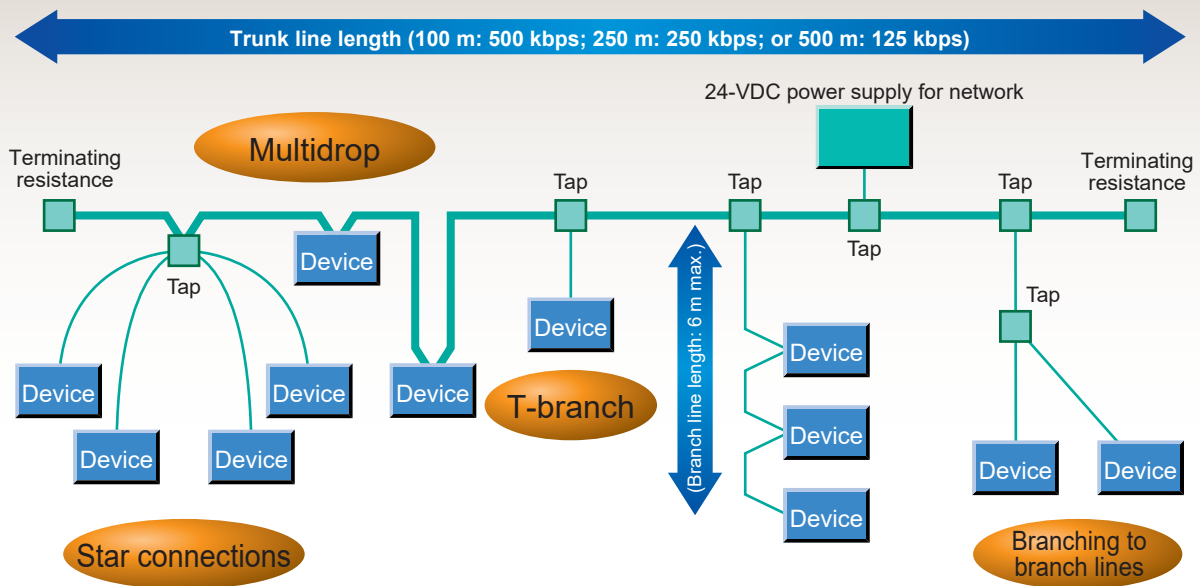 Trunk line length (100 m: 500 kbps; 250 m: 250 kbps; or 500 m: 125 kbps)
24-VDC power supply for network
Multidrop
Terminating
resistance
Tap
Tap
Tap
Terminating
resistance
Tap
Tap
Device
Tap
Device
Device
Device
Device
Device
Device
Device
Device
T-branch
(Branch line length: 6 m max.)
Device
Device
Device
Device
Device
Star connections
Branching to
branch lines